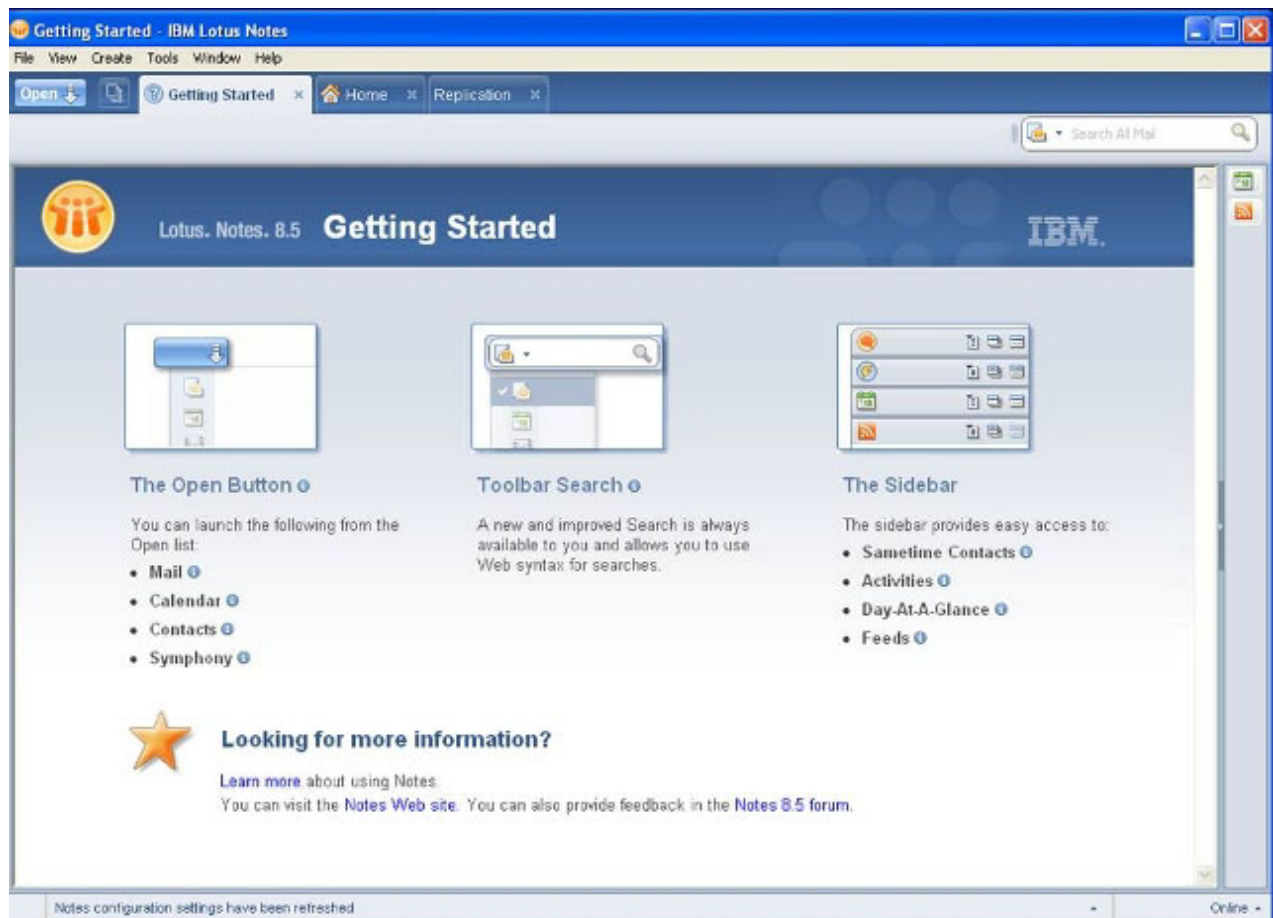 Getting Started - IBM Lotus Notes
File View Create Tools Window Help
Open Getting Started Home Replication
Search All Mail
Lotus. Notes. 8.5 Getting Started IBM.
The Open Button
You can launch the following from the
Open list:
• Mail
• Calendar
• Contacts
• Symphony
Toolbar Search
A new and improved Search is always
available to you and allows you to use
Web syntax for searches.
The Sidebar
The sidebar provides easy access to:
• Sametime Contacts
• Activities
• Day-At-A-Glance
• Feeds
Looking for more information?
Learn more about using Notes.
You can visit the Notes Web site. You can also provide feedback in the Notes 8.5 forum.
Notes configuration settings have been refreshed Online